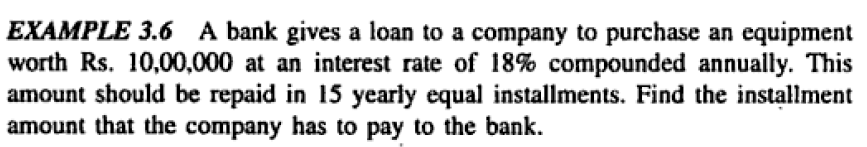 EXAMPLE 3.6 A bank gives a loan to a company to purchase an equipment
worth Rs. 10,00,000 at an interest rate of 18% compounded annually. This
amount should be repaid in 15 yearly equal installments. Find the installment
amount that the company has to pay to the bank.